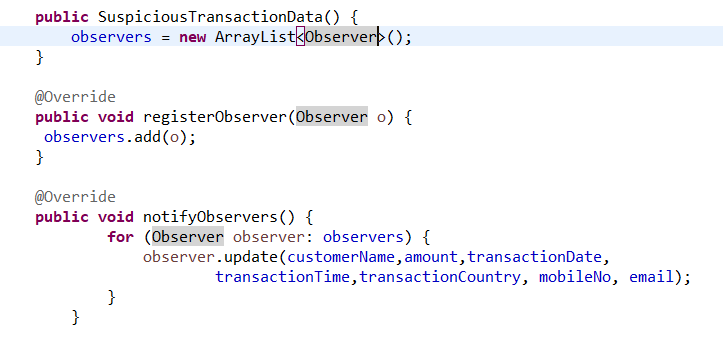 public SuspiciousTransactionData() {
observers = new ArrayList<Observer>();
}
@Override
public void registerObserver(Observer o) {
observers.add(o);
}
@Override
public void notifyObservers() {
for (Observer observer: observers) {
observer.update(customerName,amount,transactionDate,
transactionTime,transactionCountry, mobileNo, email);
}
}